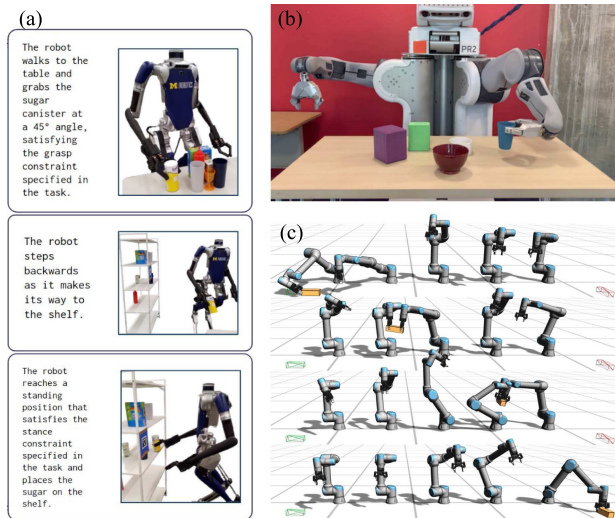 (a)
The robot
walks to the
table and
grabs the
sugar
canister at
a 45° angle,
satisfying the
grasp
constraint
specified in
the task.
The robot
steps
backwards
as it makes
its way to
the shelf.
The robot
reaches a
standing
position that
satisfies the
stance
constraint
specified in
the task and
places the
sugar on the
shelf.
(b)
PR2
(c)